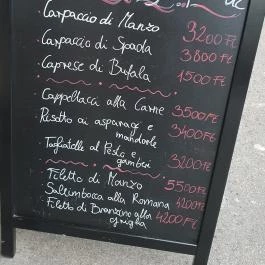 Carpaccio di Manzo 3200 Ft
Carpaccio di Spada 3800 Ft
Caprese di Bufala 1500 Ft
Cappellacci alla Carne 3500 Ft
Risotto ai asparagi e
mandorle 3400 Ft
Tagliatelle al Pesto e
gamberi 3200 Ft
Filetto di
Manzo 5500 Ft
Saltimbocca alla Romana 4200 Ft
Filetto di Branzino alla 4200 Ft
griglia